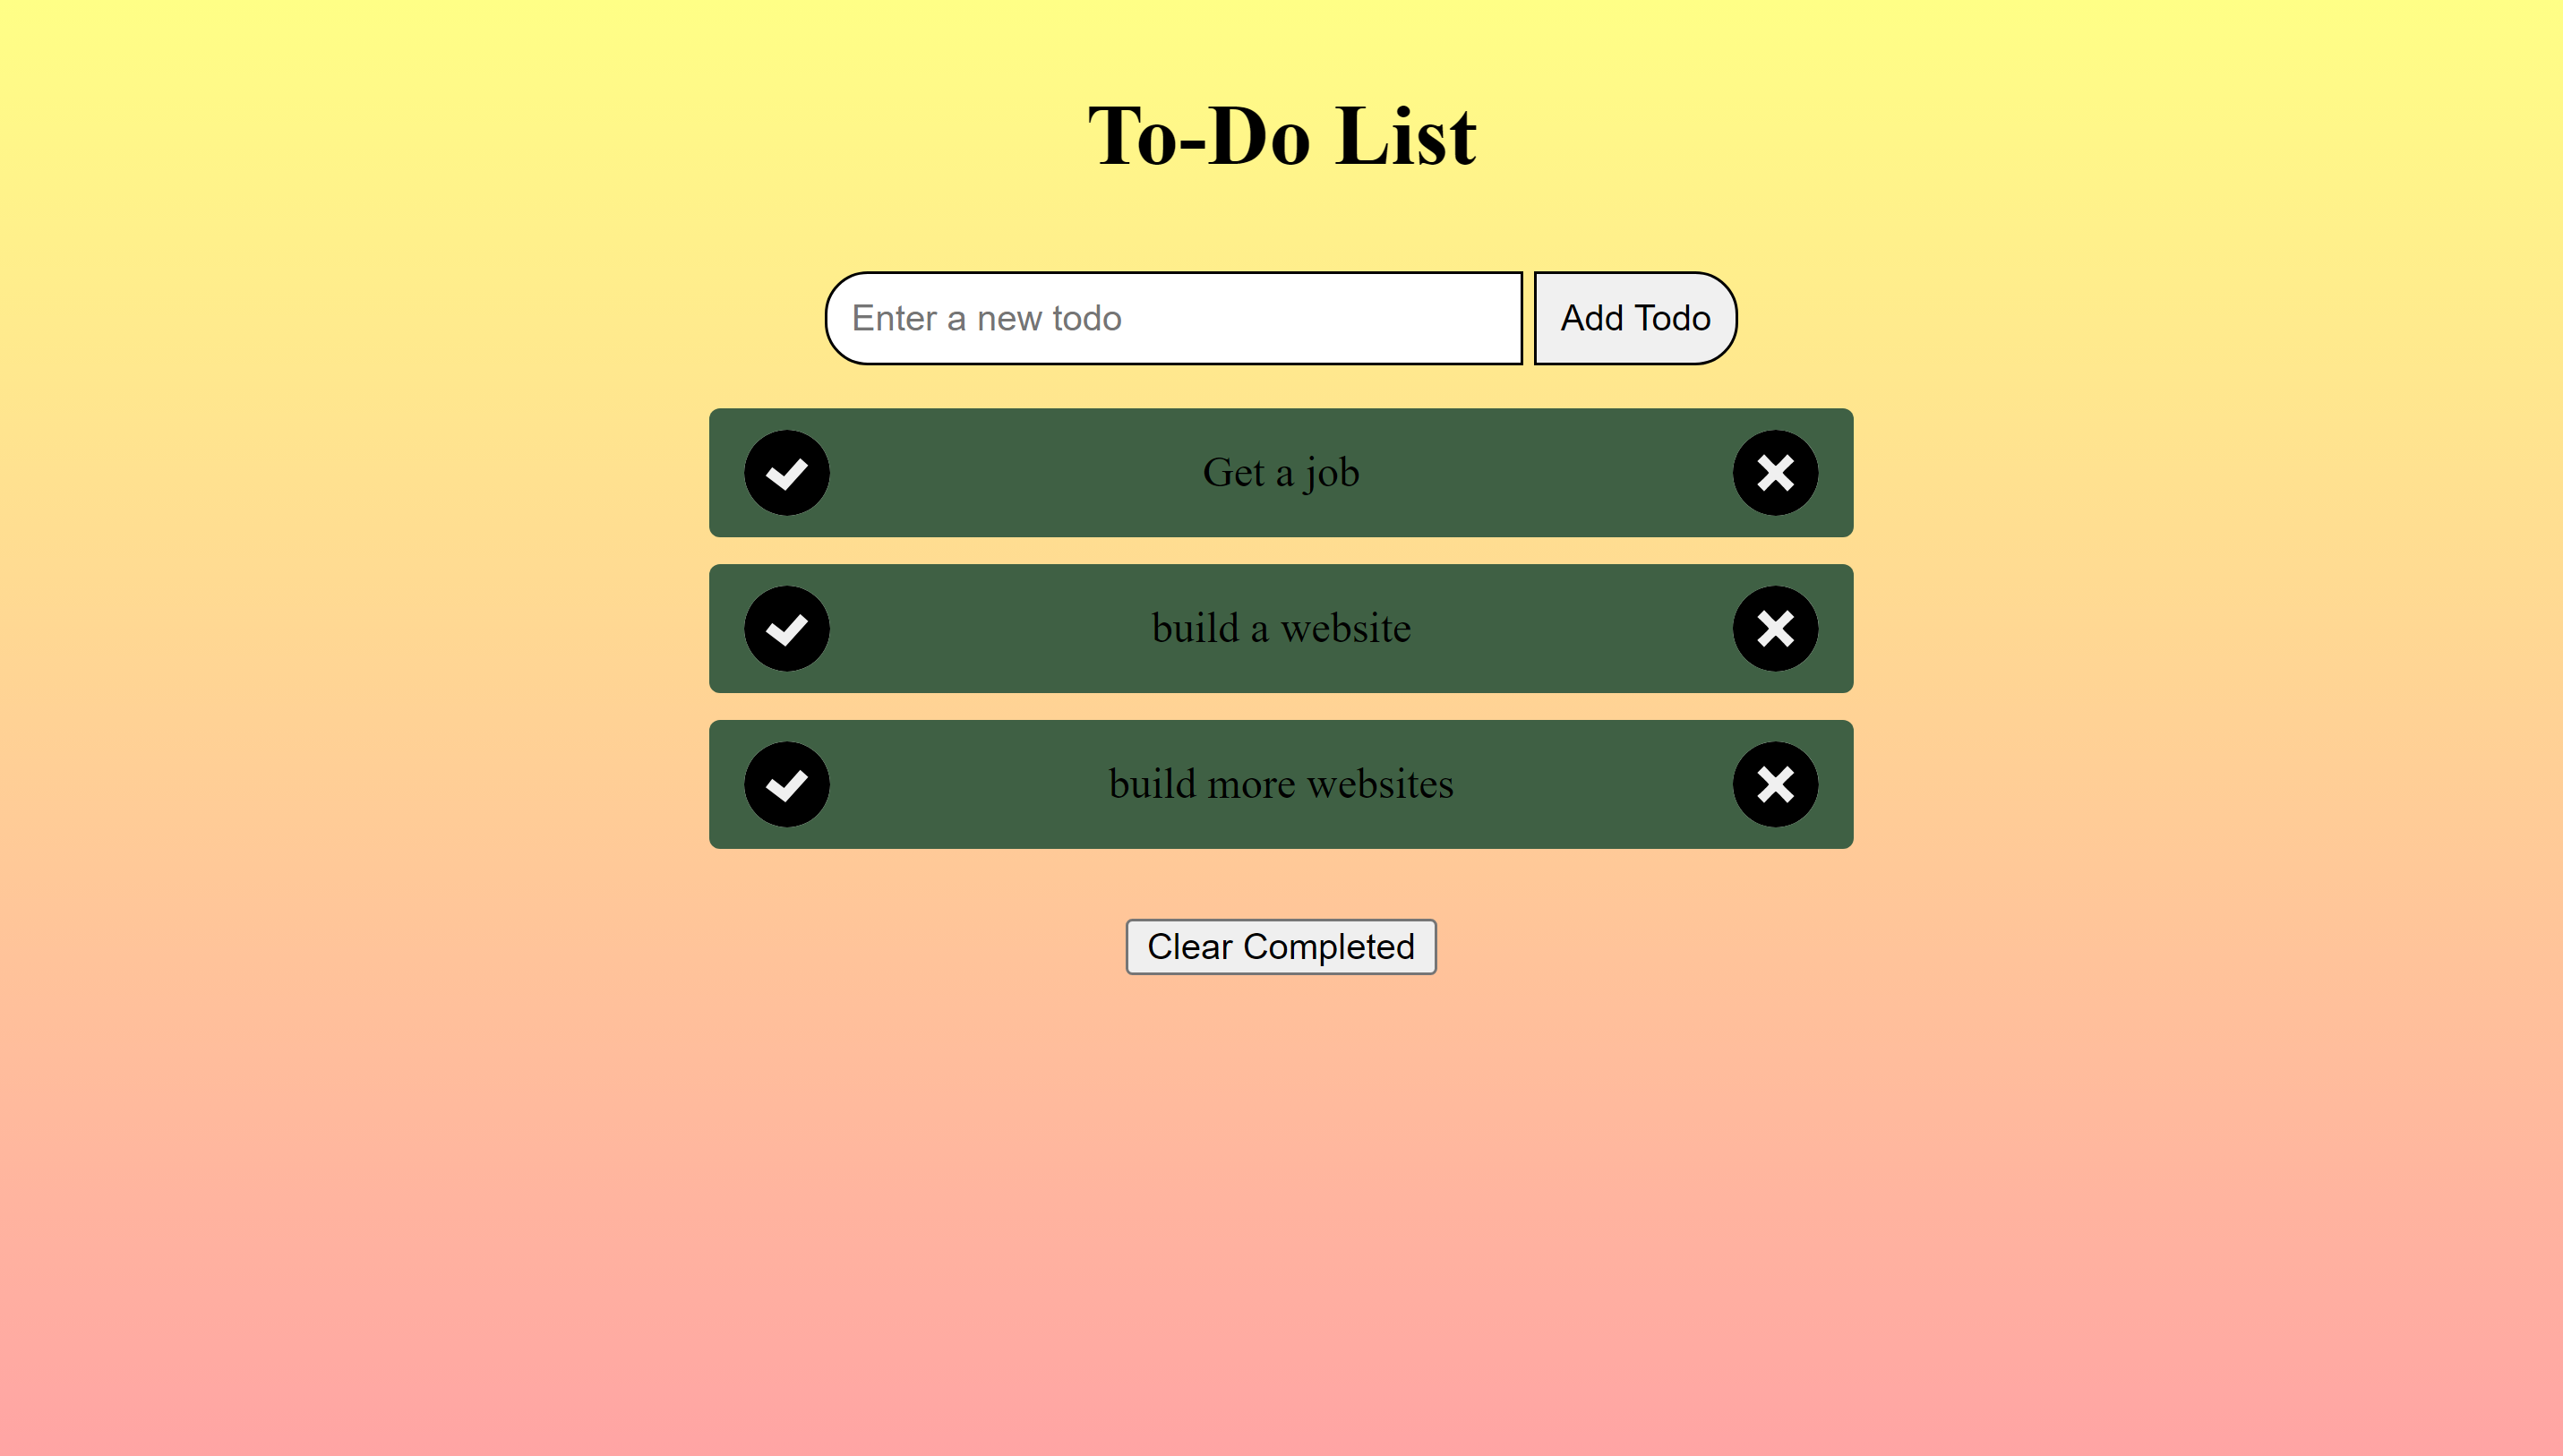 To-Do List
Enter a new todo
Add Todo
Get a job
build a website
build more websites
Clear Completed